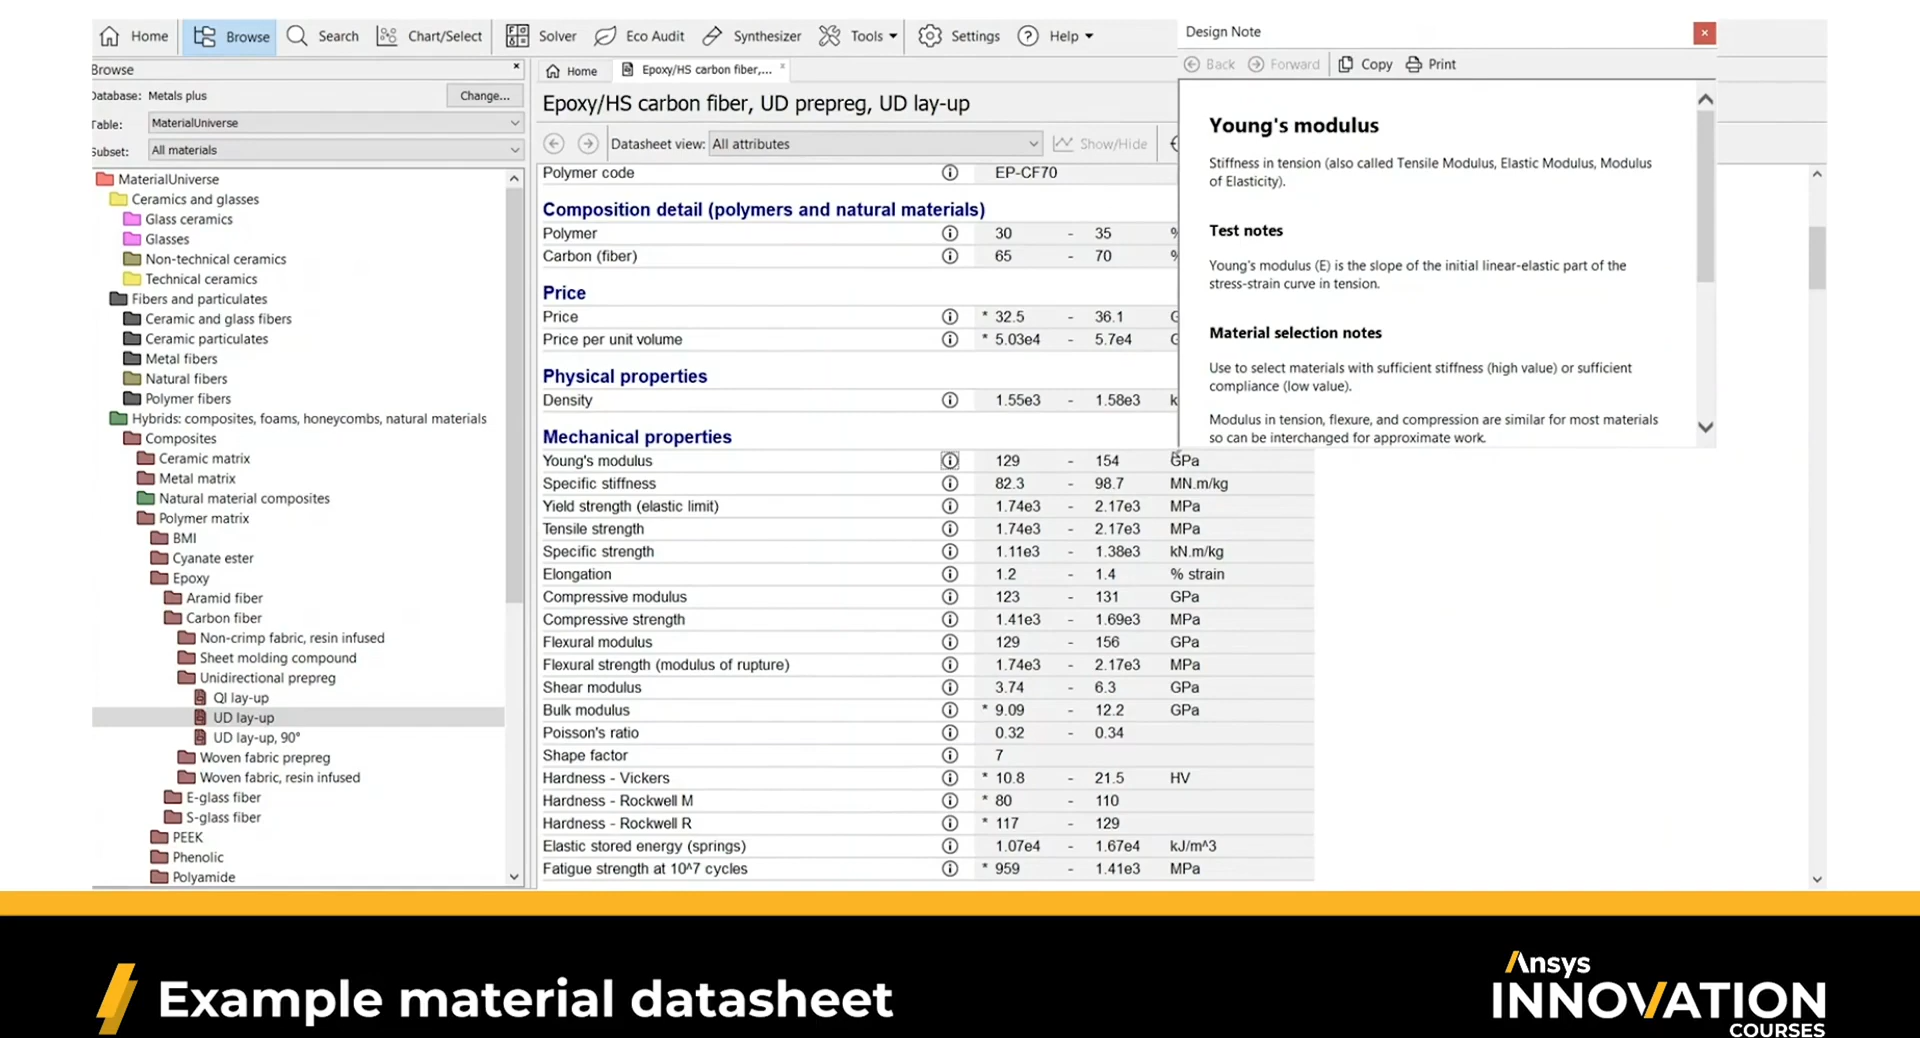 Home
Browse
Search
Chart/Select
Solver
Eco Audit
Synthesizer
Tools
Settings
Help
Browse
Database: Metals plus
Change...
Table: MaterialUniverse
Subset: All materials
MaterialUniverse
Ceramics and glasses
Glass ceramics
Glasses
Non-technical ceramics
Technical ceramics
Fibers and particulates
Ceramic and glass fibers
Ceramic particulates
Metal fibers
Natural fibers
Polymer fibers
Hybrids: composites, foams, honeycombs, natural materials
Composites
Ceramic matrix
Metal matrix
Natural material composites
Polymer matrix
BMI
Cyanate ester
Epoxy
Aramid fiber
Carbon fiber
Non-crimp fabric, resin infused
Sheet molding compound
Unidirectional prepreg
QI lay-up
UD lay-up
UD lay-up, 90°
Woven fabric prepreg
Woven fabric, resin infused
E-glass fiber
S-glass fiber
PEEK
Phenolic
Polyamide
Home
Epoxy/HS carbon fiber,...
Epoxy/HS carbon fiber, UD prepreg, UD lay-up
Datasheet view: All attributes
Show/Hide
Polymer code EP-CF70
Composition detail (polymers and natural materials)
Polymer 30 - 35 %
Carbon (fiber) 65 - 70 %
Price
Price * 32.5 - 36.1
Price per unit volume * 5.03e4 - 5.7e4
Physical properties
Density 1.55e3 - 1.58e3 k
Mechanical properties
Young's modulus 129 - 154 GPa
Specific stiffness 82.3 - 98.7 MN.m/kg
Yield strength (elastic limit) 1.74e3 - 2.17e3 MPa
Tensile strength 1.74e3 - 2.17e3 MPa
Specific strength 1.11e3 - 1.38e3 kN.m/kg
Elongation 1.2 - 1.4 % strain
Compressive modulus 123 - 131 GPa
Compressive strength 1.41e3 - 1.69e3 MPa
Flexural modulus 129 - 156 GPa
Flexural strength (modulus of rupture) 1.74e3 - 2.17e3 MPa
Shear modulus 3.74 - 6.3 GPa
Bulk modulus * 9.09 - 12.2 GPa
Poisson's ratio 0.32 - 0.34
Shape factor 7
Hardness - Vickers * 10.8 - 21.5 HV
Hardness - Rockwell M * 80 - 110
Hardness - Rockwell R * 117 - 129
Elastic stored energy (springs) 1.07e4 - 1.67e4 kJ/m^3
Fatigue strength at 10^7 cycles * 959 - 1.41e3 MPa
Design Note
Back
Forward
Copy
Print
Young's modulus
Stiffness in tension (also called Tensile Modulus, Elastic Modulus, Modulus
of Elasticity).
Test notes
Young's modulus (E) is the slope of the initial linear-elastic part of the
stress-strain curve in tension.
Material selection notes
Use to select materials with sufficient stiffness (high value) or sufficient
compliance (low value).
Modulus in tension, flexure, and compression are similar for most materials
so can be interchanged for approximate work.
Example material datasheet
Ansys
INNOVATION
COURSES